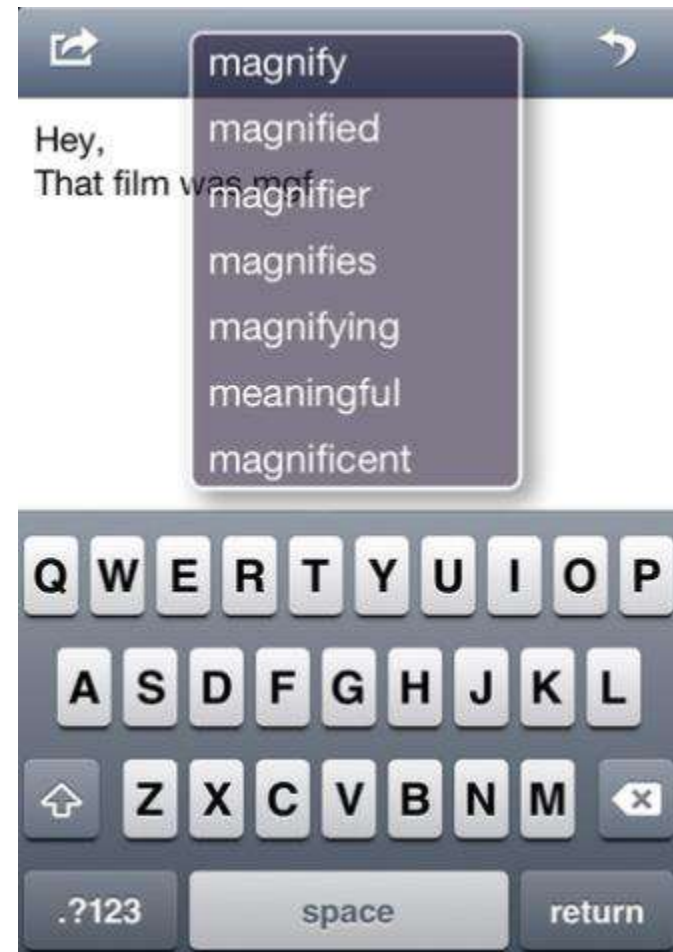 magnify
magnified
Hey,
That film was mgf
magnifier
magnifies
magnifying
meaningful
magnificent
Q W E R T Y U I O P
A S D F G H J K L
Z X C V B N M
.?123 space return